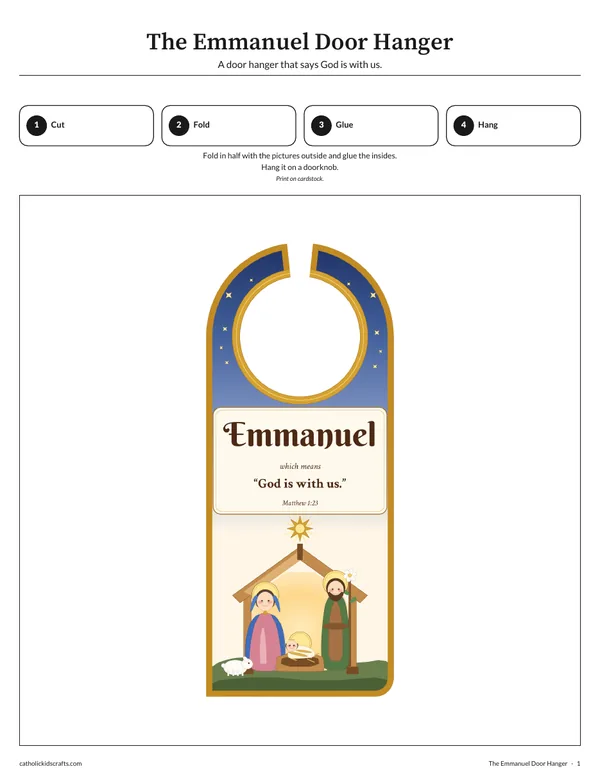 The Emmanuel Door Hanger
A door hanger that says God is with us.
1 Cut
2 Fold
3 Glue
4 Hang
Fold in half with the pictures outside and glue the insides.
Hang it on a doorknob.
Print on cardstock.
Emmanuel
which means
“God is with us.”
Matthew 1:23
catholickidscrafts.com
The Emmanuel Door Hanger - 1